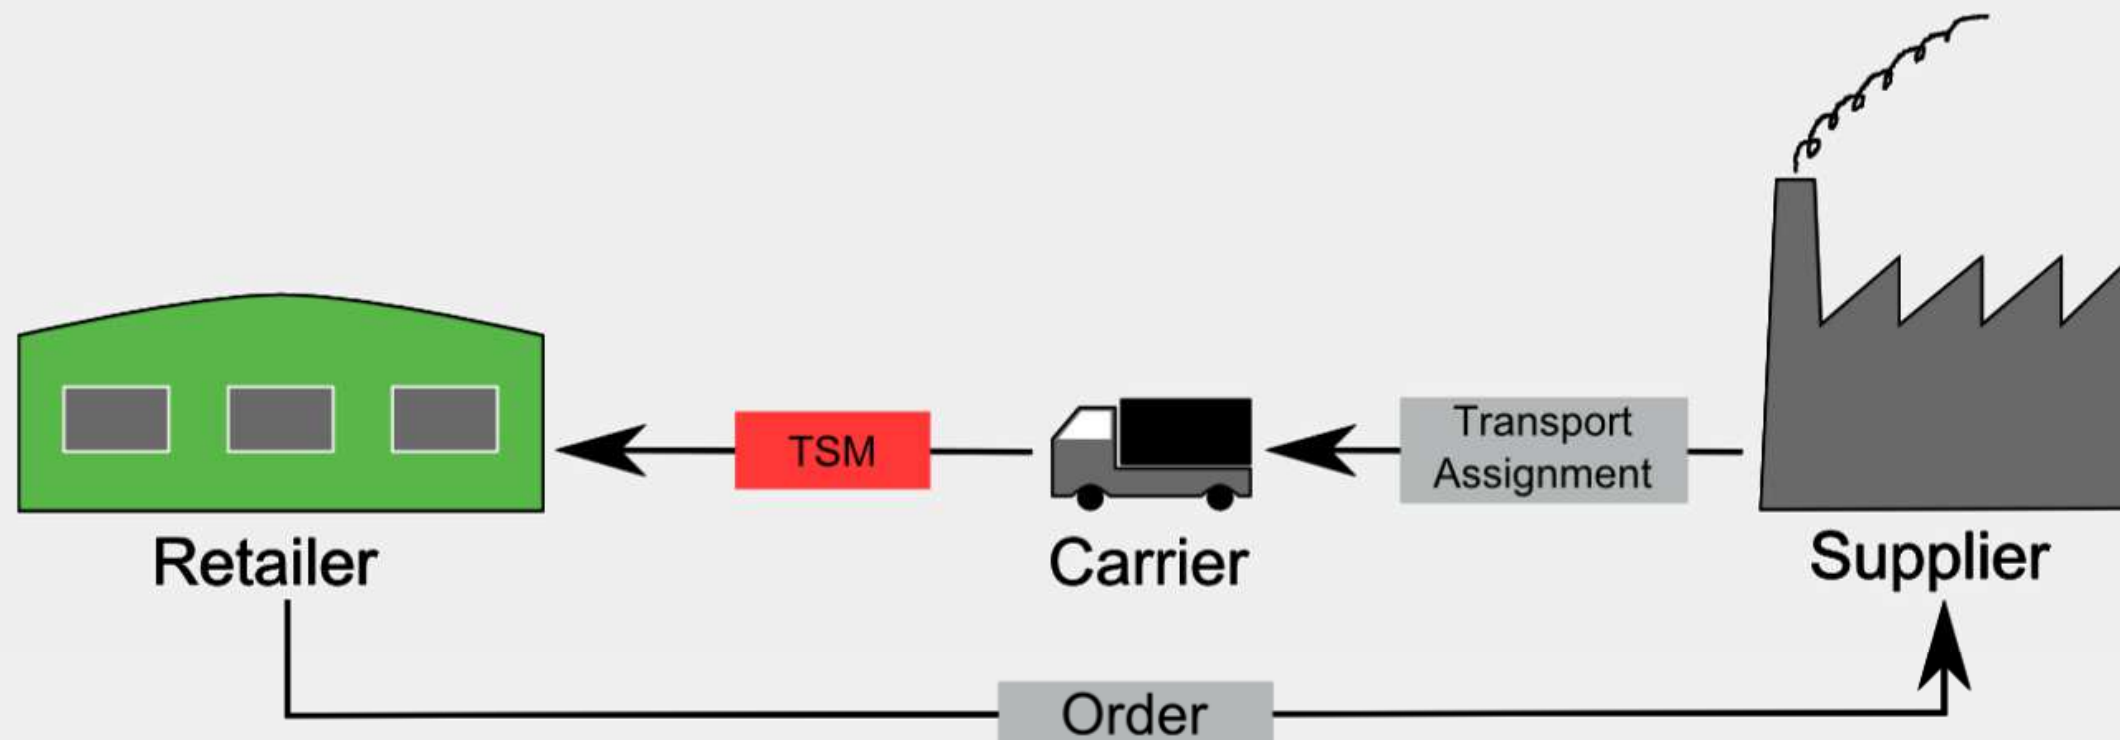 TSM
Transport
Assignment
Retailer
Carrier
Supplier
Order